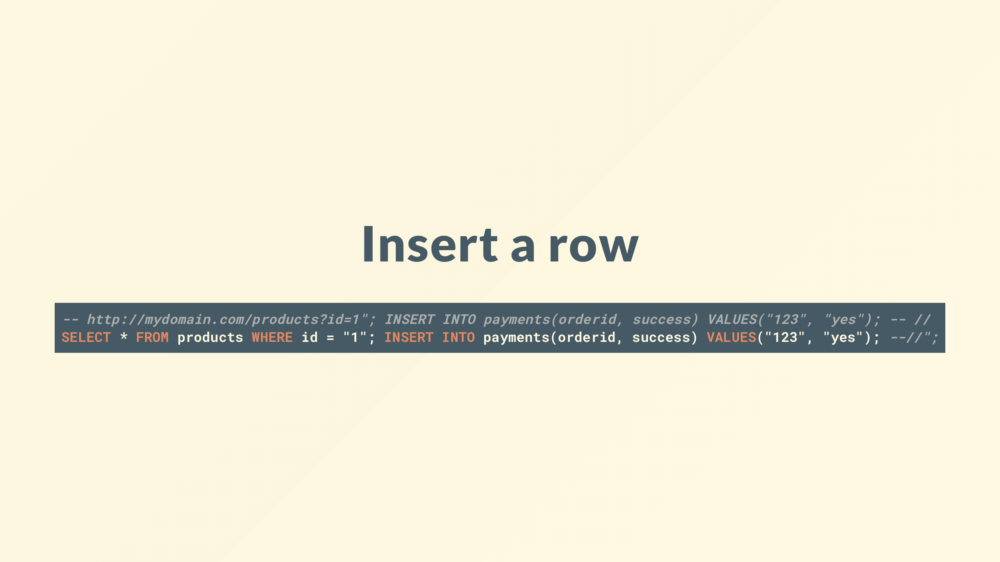 Insert a row
-- http://mydomain.com/products?id=1"; INSERT INTO payments(orderid, success) VALUES("123", "yes"); -- //
SELECT * FROM products WHERE id = "1"; INSERT INTO payments(orderid, success) VALUES("123", "yes"); --//";